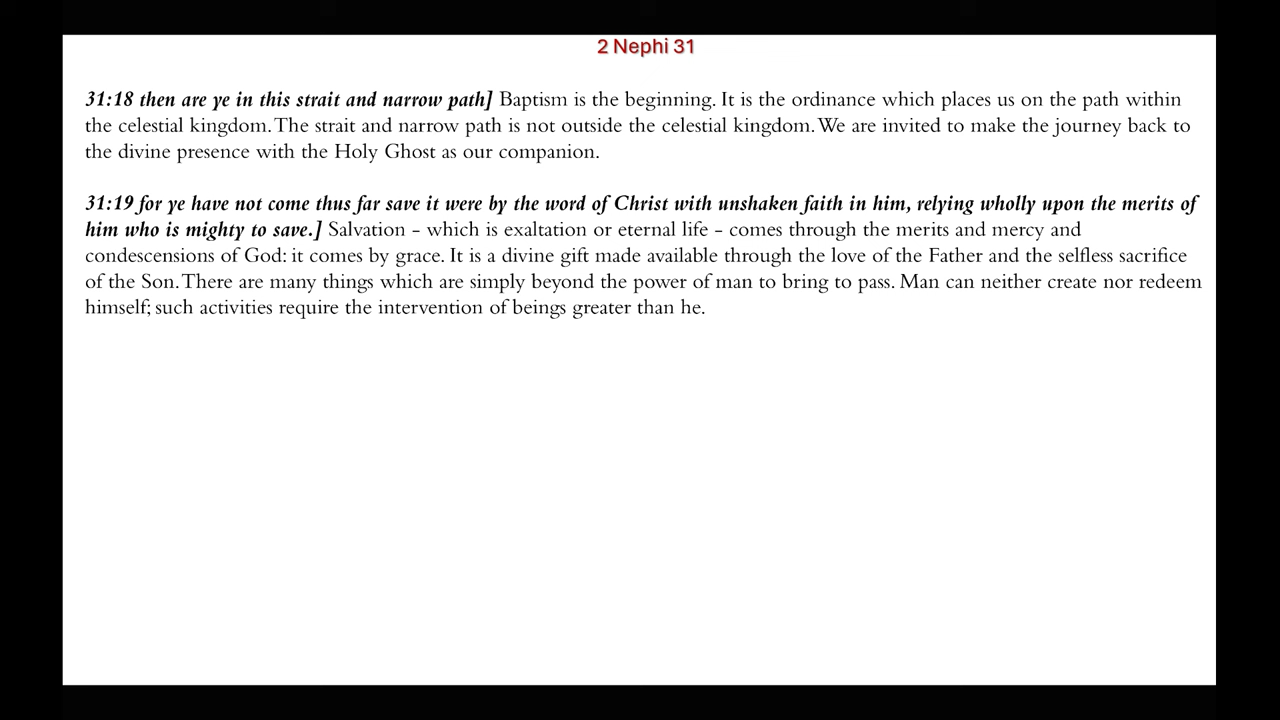 2 Nephi 31
31:18 then are ye in this strait and narrow path] Baptism is the beginning. It is the ordinance which places us on the path within
the celestial kingdom. The strait and narrow path is not outside the celestial kingdom. We are invited to make the journey back to
the divine presence with the Holy Ghost as our companion.
31:19 for ye have not come thus far save it were by the word of Christ with unshaken faith in him, relying wholly upon the merits of
him who is mighty to save.] Salvation - which is exaltation or eternal life - comes through the merits and mercy and
condescensions of God: it comes by grace. It is a divine gift made available through the love of the Father and the selfless sacrifice
of the Son. There are many things which are simply beyond the power of man to bring to pass. Man can neither create nor redeem
himself; such activities require the intervention of beings greater than he.